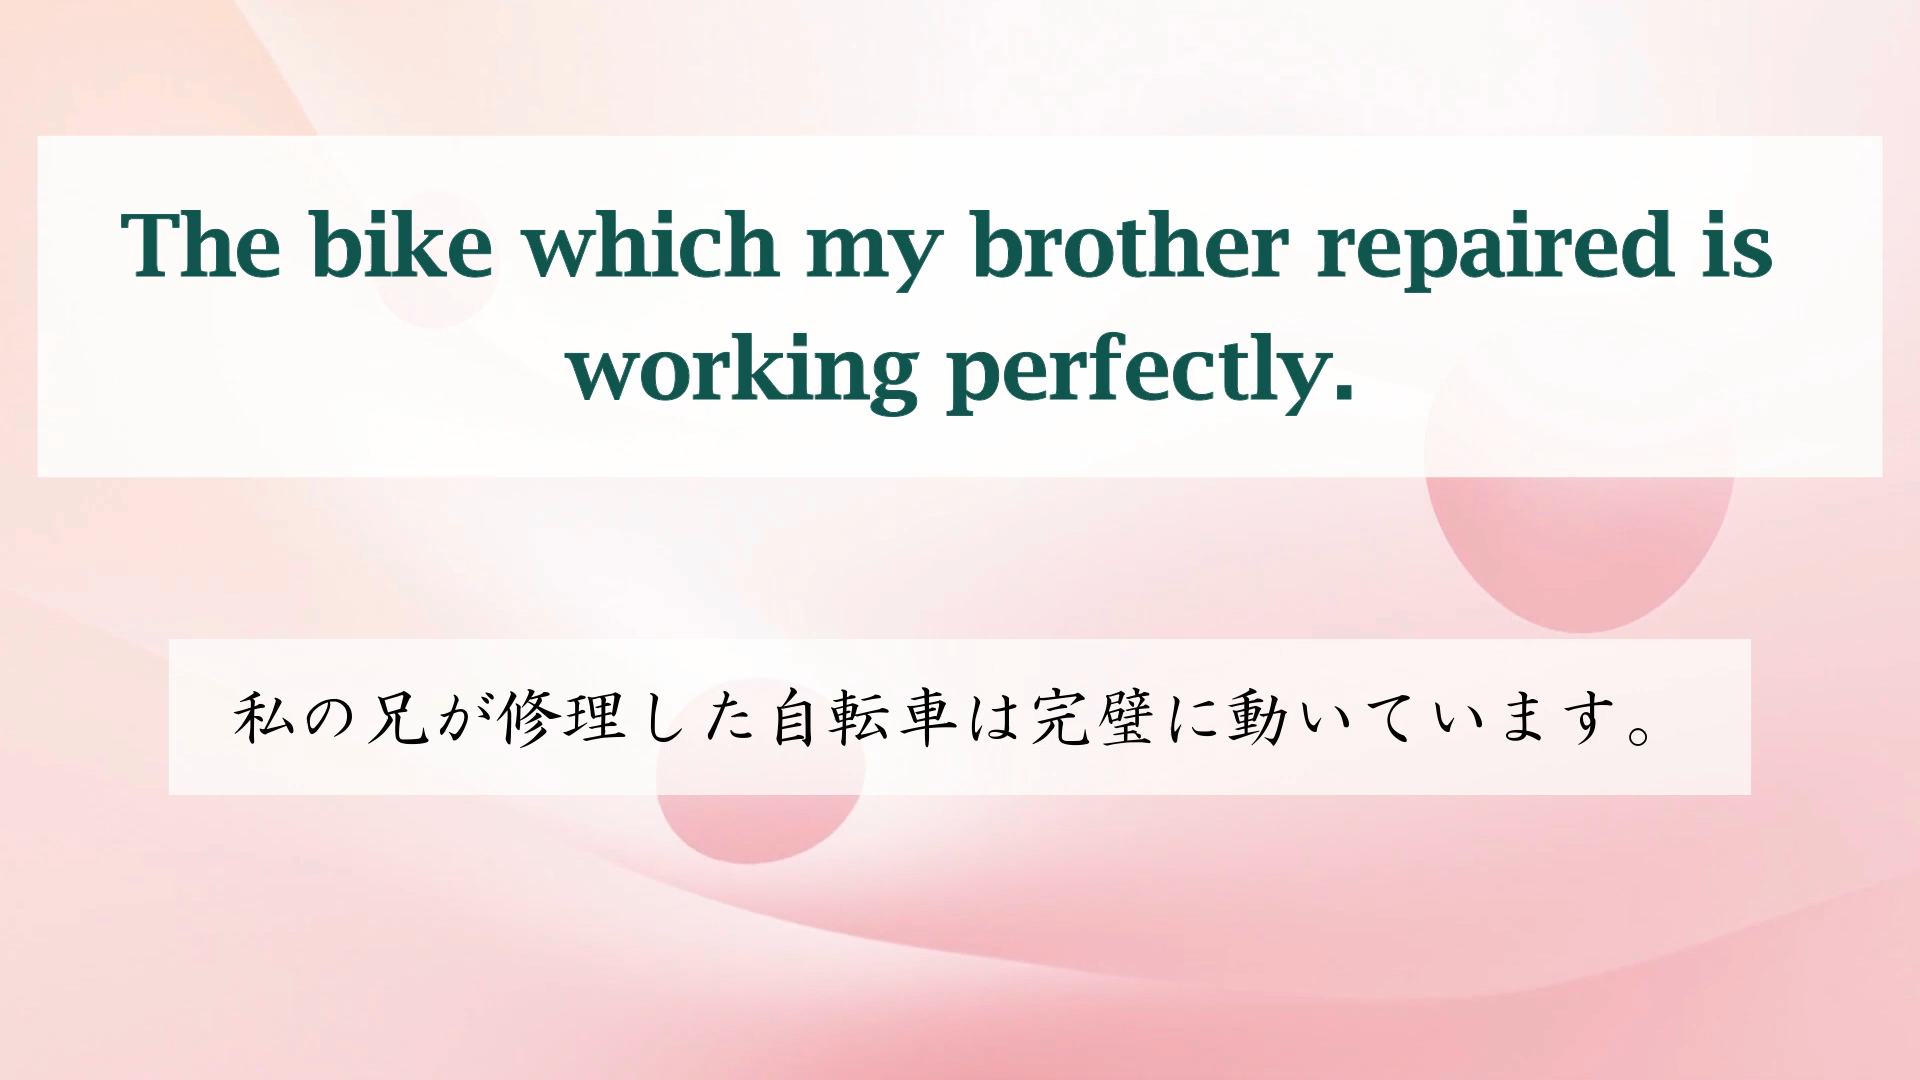 The bike which my brother repaired is
working perfectly.
私の兄が修理した自転車は完璧に動いています。